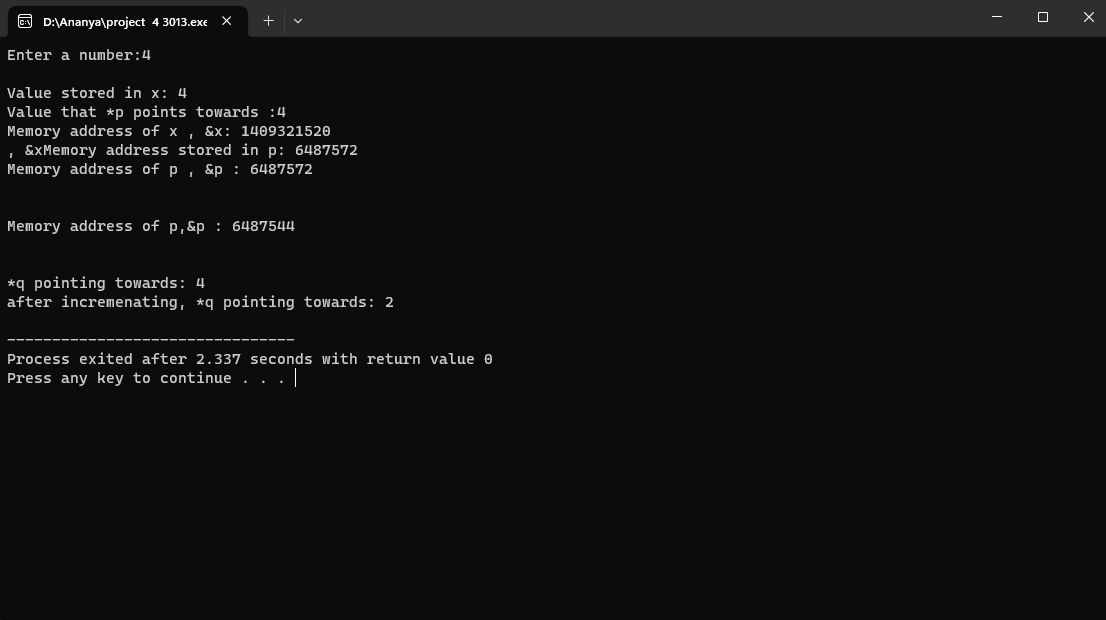 D:\Ananya\project 4 3013.exe
Enter a number:4
Value stored in x: 4
Value that *p points towards :4
Memory address of x , &x: 1409321520
, &xMemory address stored in p: 6487572
Memory address of p , &p : 6487572
Memory address of p,&p : 6487544
*q pointing towards: 4
after incremenating, *q pointing towards: 2
--------------------------------
Process exited after 2.337 seconds with return value 0
Press any key to continue . . .